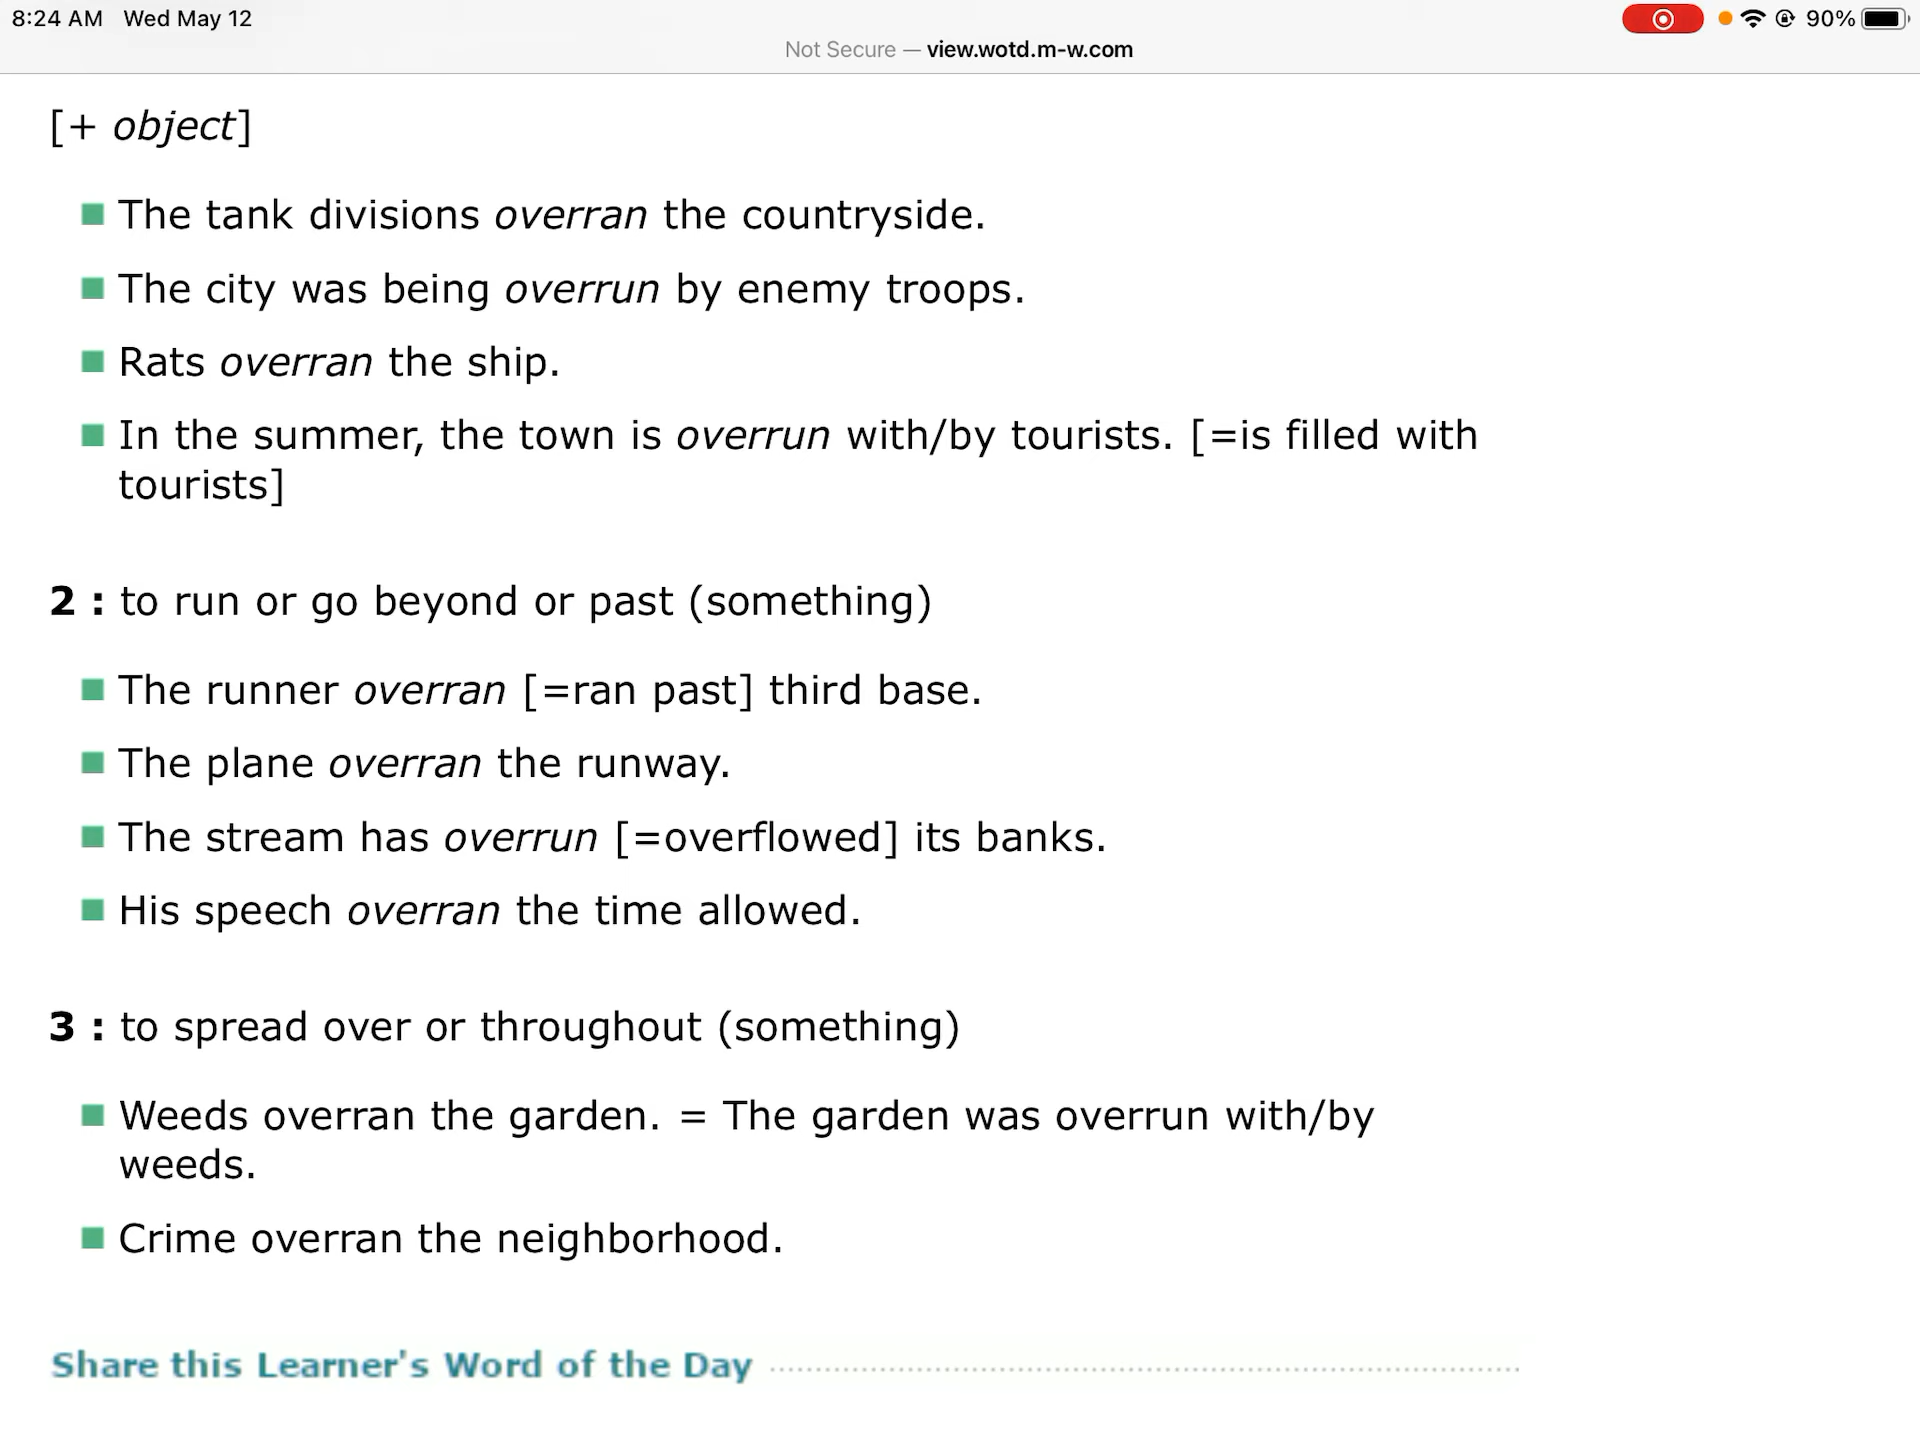 8:24 AM Wed May 12
90%
Not Secure — view.wotd.m-w.com
[+ object]
The tank divisions overran the countryside.
The city was being overrun by enemy troops.
Rats overran the ship.
In the summer, the town is overrun with/by tourists. [=is filled with
tourists]
2 : to run or go beyond or past (something)
The runner overran [=ran past] third base.
The plane overran the runway.
The stream has overrun [=overflowed] its banks.
His speech overran the time allowed.
3 : to spread over or throughout (something)
Weeds overran the garden. = The garden was overrun with/by
weeds.
Crime overran the neighborhood.
Share this Learner's Word of the Day